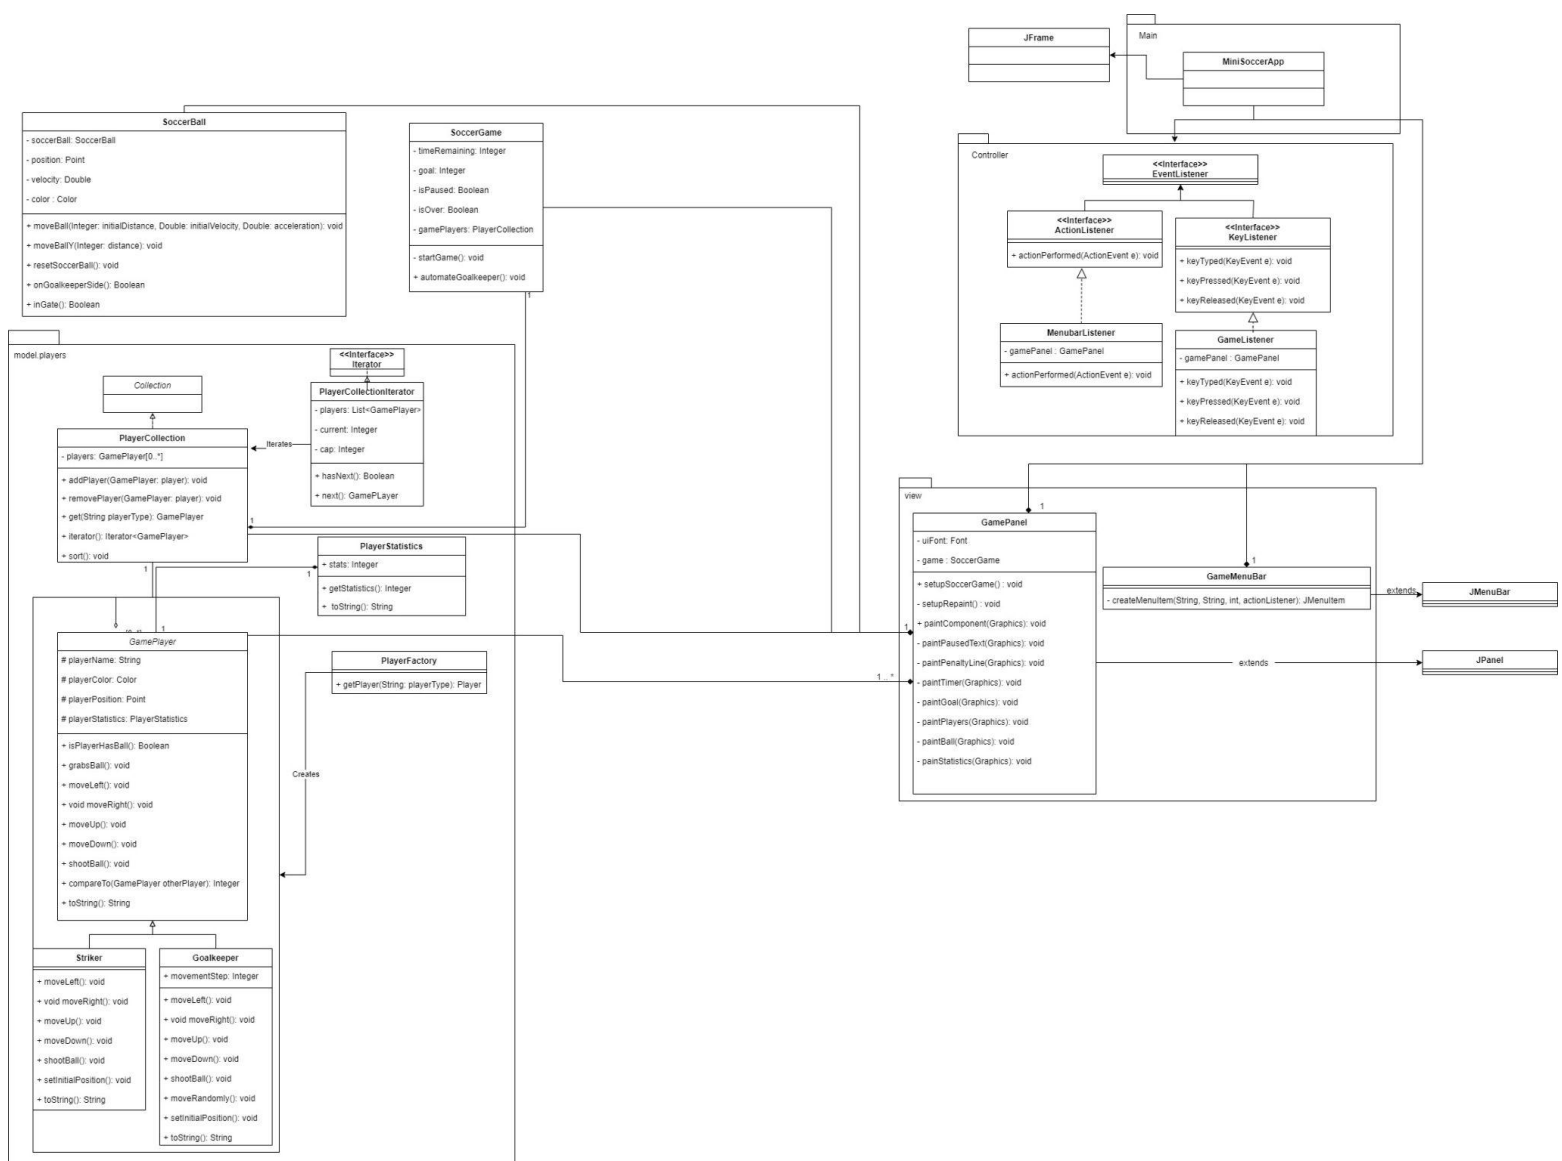 JFrame
Main
MiniSoccerApp
SoccerBall
- soccerBall: SoccerBall
- position: Point
- velocity: Double
- color : Color
+ moveBall(Integer: initialDistance, Double: initialVelocity, Double: acceleration): void
+ moveBallY(Integer: distance): void
+ resetSoccerBall(): void
+ onGoalkeeperSide(): Boolean
+ inGate(): Boolean
SoccerGame
- timeRemaining: Integer
- goal: Integer
- isPaused: Boolean
- isOver: Boolean
- gamePlayers: PlayerCollection
- startGame(): void
+ automateGoalkeeper(): void
1
Controller
<<Interface>>
EventListener
<<Interface>>
ActionListener
+ actionPerformed(ActionEvent e): void
<<Interface>>
KeyListener
+ keyTyped(KeyEvent e): void
+ keyPressed(KeyEvent e): void
+ keyReleased(KeyEvent e): void
MenubarListener
- gamePanel : GamePanel
+ actionPerformed(ActionEvent e): void
GameListener
- gamePanel : GamePanel
+ keyTyped(KeyEvent e): void
+ keyPressed(KeyEvent e): void
+ keyReleased(KeyEvent e): void
model.players
Collection
<<Interface>>
Iterator
PlayerCollectionIterator
- players: List<GamePlayer>
- current: Integer
- cap: Integer
+ hasNext(): Boolean
+ next(): GamePLayer
Iterates
PlayerCollection
- players: GamePlayer[0..*]
+ addPlayer(GamePlayer: player): void
+ removePlayer(GamePlayer: player): void
+ get(String playerType): GamePlayer
+ iterator(): Iterator<GamePlayer>
+ sort(): void
1
1
PlayerStatistics
+ stats: Integer
+ getStatistics(): Integer
+ toString(): String
1
1
GamePlayer
# playerName: String
# playerColor: Color
# playerPosition: Point
# playerStatistics: PlayerStatistics
+ isPlayerHasBall(): Boolean
+ grabsBall(): void
+ moveLeft(): void
+ void moveRight(): void
+ moveUp(): void
+ moveDown(): void
+ shootBall(): void
+ compareTo(GamePlayer otherPlayer): Integer
+ toString(): String
PlayerFactory
+ getPlayer(String: playerType): Player
Creates
Striker
+ moveLeft(): void
+ void moveRight(): void
+ moveUp(): void
+ moveDown(): void
+ shootBall(): void
+ setInitialPosition(): void
+ toString(): String
Goalkeeper
+ movementStep: Integer
+ moveLeft(): void
+ void moveRight(): void
+ moveUp(): void
+ moveDown(): void
+ shootBall(): void
+ moveRandomly(): void
+ setInitialPosition(): void
+ toString(): String
view
1
GamePanel
- uiFont: Font
- game : SoccerGame
+ setupSoccerGame() : void
- setupRepaint() : void
+ paintComponent(Graphics): void
- paintPausedText(Graphics): void
- paintPenaltyLine(Graphics): void
- paintTimer(Graphics): void
- paintGoal(Graphics): void
- paintPlayers(Graphics): void
- paintBall(Graphics): void
- painStatistics(Graphics): void
1
1 .. *
1
GameMenuBar
- createMenuItem(String, String, int, actionListener): JMenuItem
extends
JMenuBar
extends
JPanel